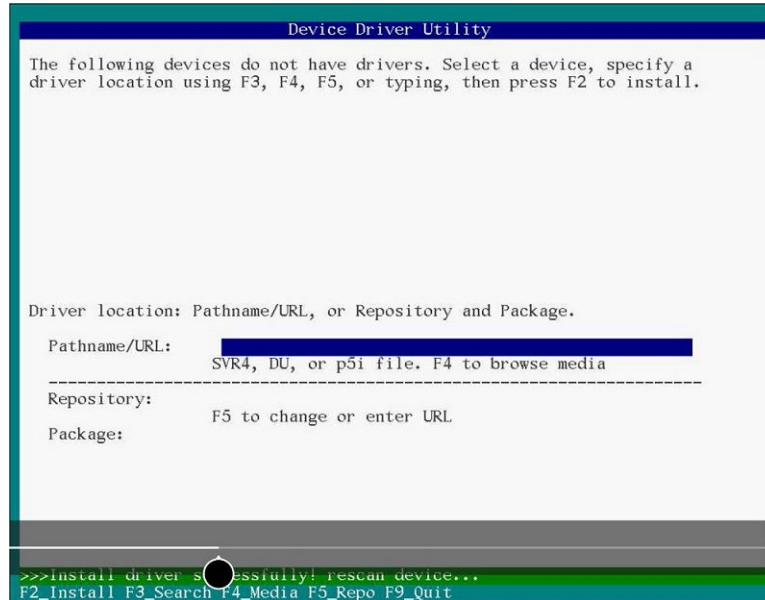 Device Driver Utility
The following devices do not have drivers. Select a device, specify a
driver location using F3, F4, F5, or typing, then press F2 to install.
Driver location: Pathname/URL, or Repository and Package.
Pathname/URL:
SVR4, DU, or p5i file. F4 to browse media
Repository:
F5 to change or enter URL
Package:
>>>Install driver successfully! rescan device...
F2_Install F3_Search F4_Media F5_Repo F9_Quit